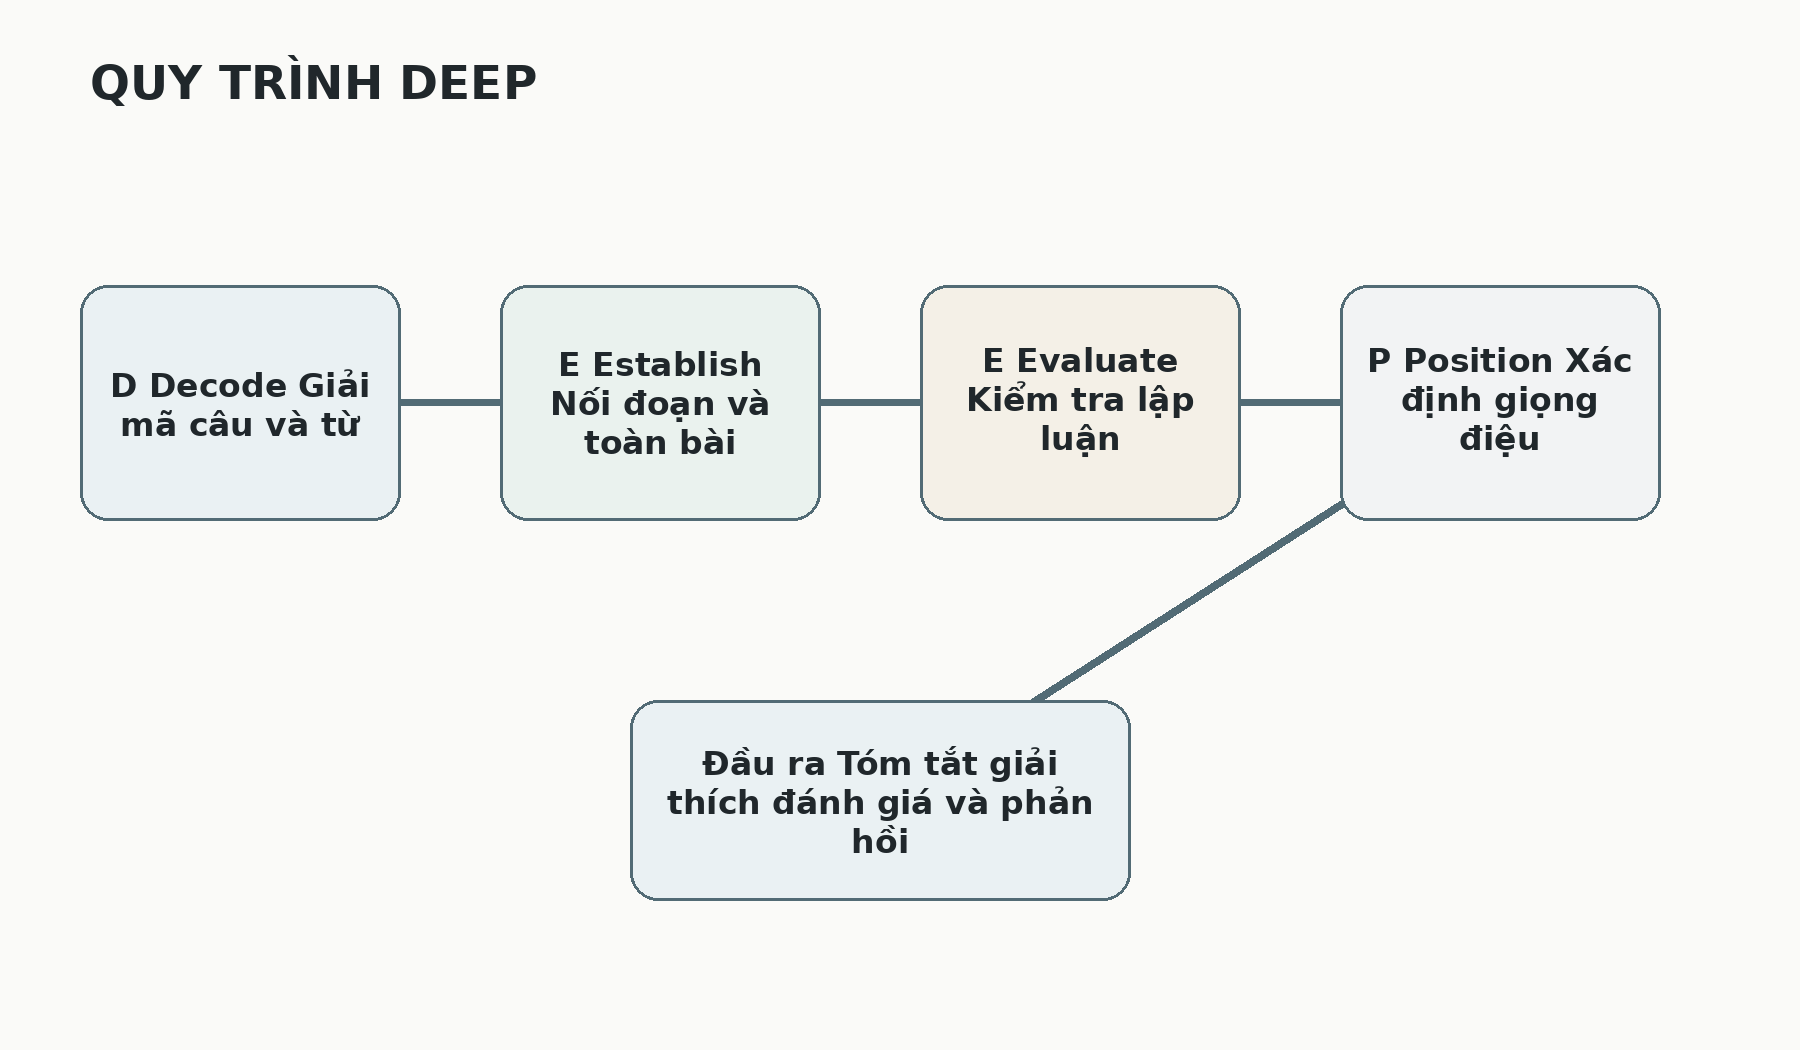 QUY TRÌNH DEEP
D Decode Giải
mã câu và từ
E Establish
Nối đoạn và
toàn bài
E Evaluate
Kiểm tra lập
luận
P Position Xác
định giọng
điệu
Đầu ra Tóm tắt giải
thích đánh giá và phản
hồi